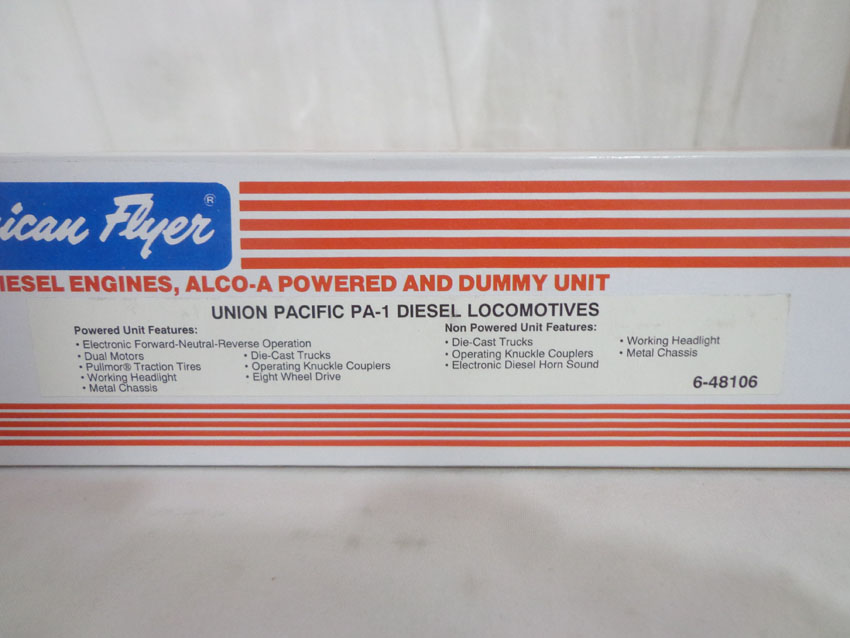 ican Flyer ®
IESEL ENGINES, ALCO-A POWERED AND DUMMY UNIT
UNION PACIFIC PA-1 DIESEL LOCOMOTIVES
Powered Unit Features:
• Electronic Forward-Neutral-Reverse Operation
• Dual Motors
• Pullmor® Traction Tires
• Working Headlight
• Metal Chassis
• Die-Cast Trucks
• Operating Knuckle Couplers
• Eight Wheel Drive
Non Powered Unit Features:
• Die-Cast Trucks
• Operating Knuckle Couplers
• Electronic Diesel Horn Sound
• Working Headlight
• Metal Chassis
6-48106